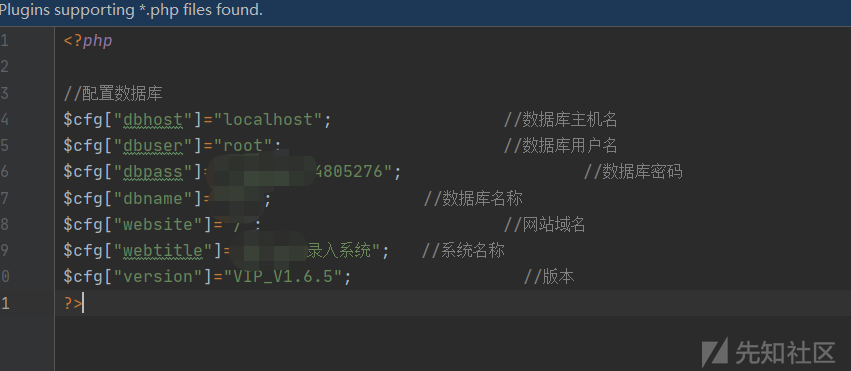 Plugins supporting *.php files found.
1 <?php
2
3 //配置数据库
4 $cfg["dbhost"]="localhost"; //数据库主机名
5 $cfg["dbuser"]="root"; //数据库用户名
6 $cfg["dbpass"]= 4805276"; //数据库密码
7 $cfg["dbname"]= ; //数据库名称
8 $cfg["website"]= / ; //网站域名
9 $cfg["webtitle"]= 录入系统"; //系统名称
0 $cfg["version"]="VIP_V1.6.5"; //版本
1 ?>
先知社区